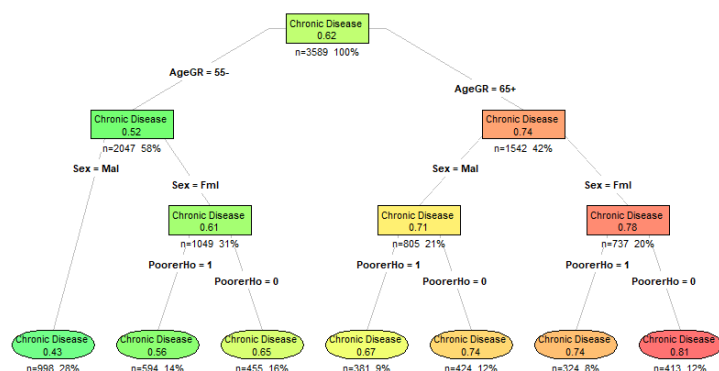 Chronic Disease
0.62
n=3589 100%
AgeGR = 55-
AgeGR = 65+
Chronic Disease
0.52
n=2047 58%
Chronic Disease
0.74
n=1542 42%
Sex = Mal
Sex = Fml
Sex = Mal
Sex = Fml
Chronic Disease
0.61
n=1049 31%
Chronic Disease
0.71
n=805 21%
Chronic Disease
0.78
n=737 20%
PoorerHo = 1
PoorerHo = 0
PoorerHo = 1
PoorerHo = 0
PoorerHo = 1
PoorerHo = 0
Chronic Disease
0.43
n=998 28%
Chronic Disease
0.56
n=594 14%
Chronic Disease
0.65
n=455 16%
Chronic Disease
0.67
n=381 9%
Chronic Disease
0.74
n=424 12%
Chronic Disease
0.74
n=324 8%
Chronic Disease
0.81
n=413 12%